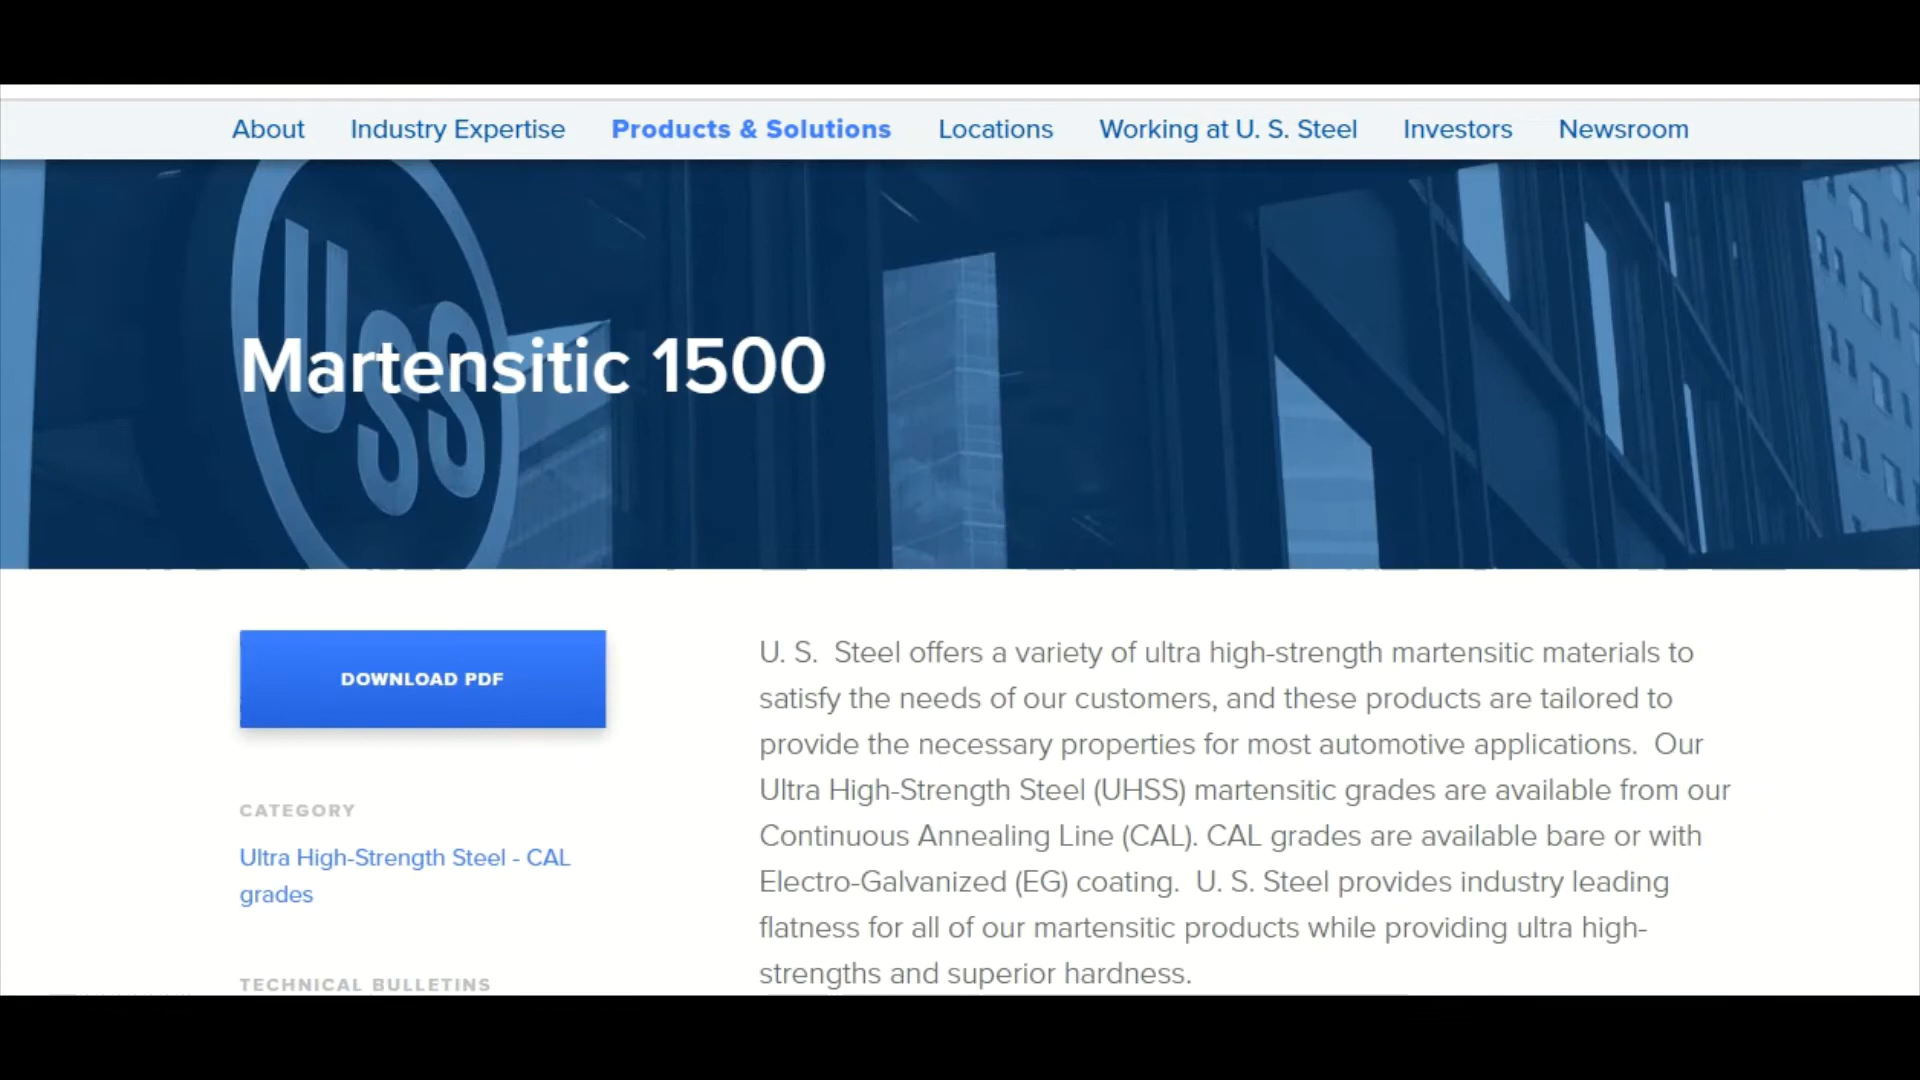 About Industry Expertise Products & Solutions Locations Working at U. S. Steel Investors Newsroom
USS
Martensitic 1500
DOWNLOAD PDF
CATEGORY
Ultra High-Strength Steel - CAL
grades
TECHNICAL BULLETINS
U. S.  Steel offers a variety of ultra high-strength martensitic materials to
satisfy the needs of our customers, and these products are tailored to
provide the necessary properties for most automotive applications.  Our
Ultra High-Strength Steel (UHSS) martensitic grades are available from our
Continuous Annealing Line (CAL). CAL grades are available bare or with
Electro-Galvanized (EG) coating.  U. S. Steel provides industry leading
flatness for all of our martensitic products while providing ultra high-
strengths and superior hardness.